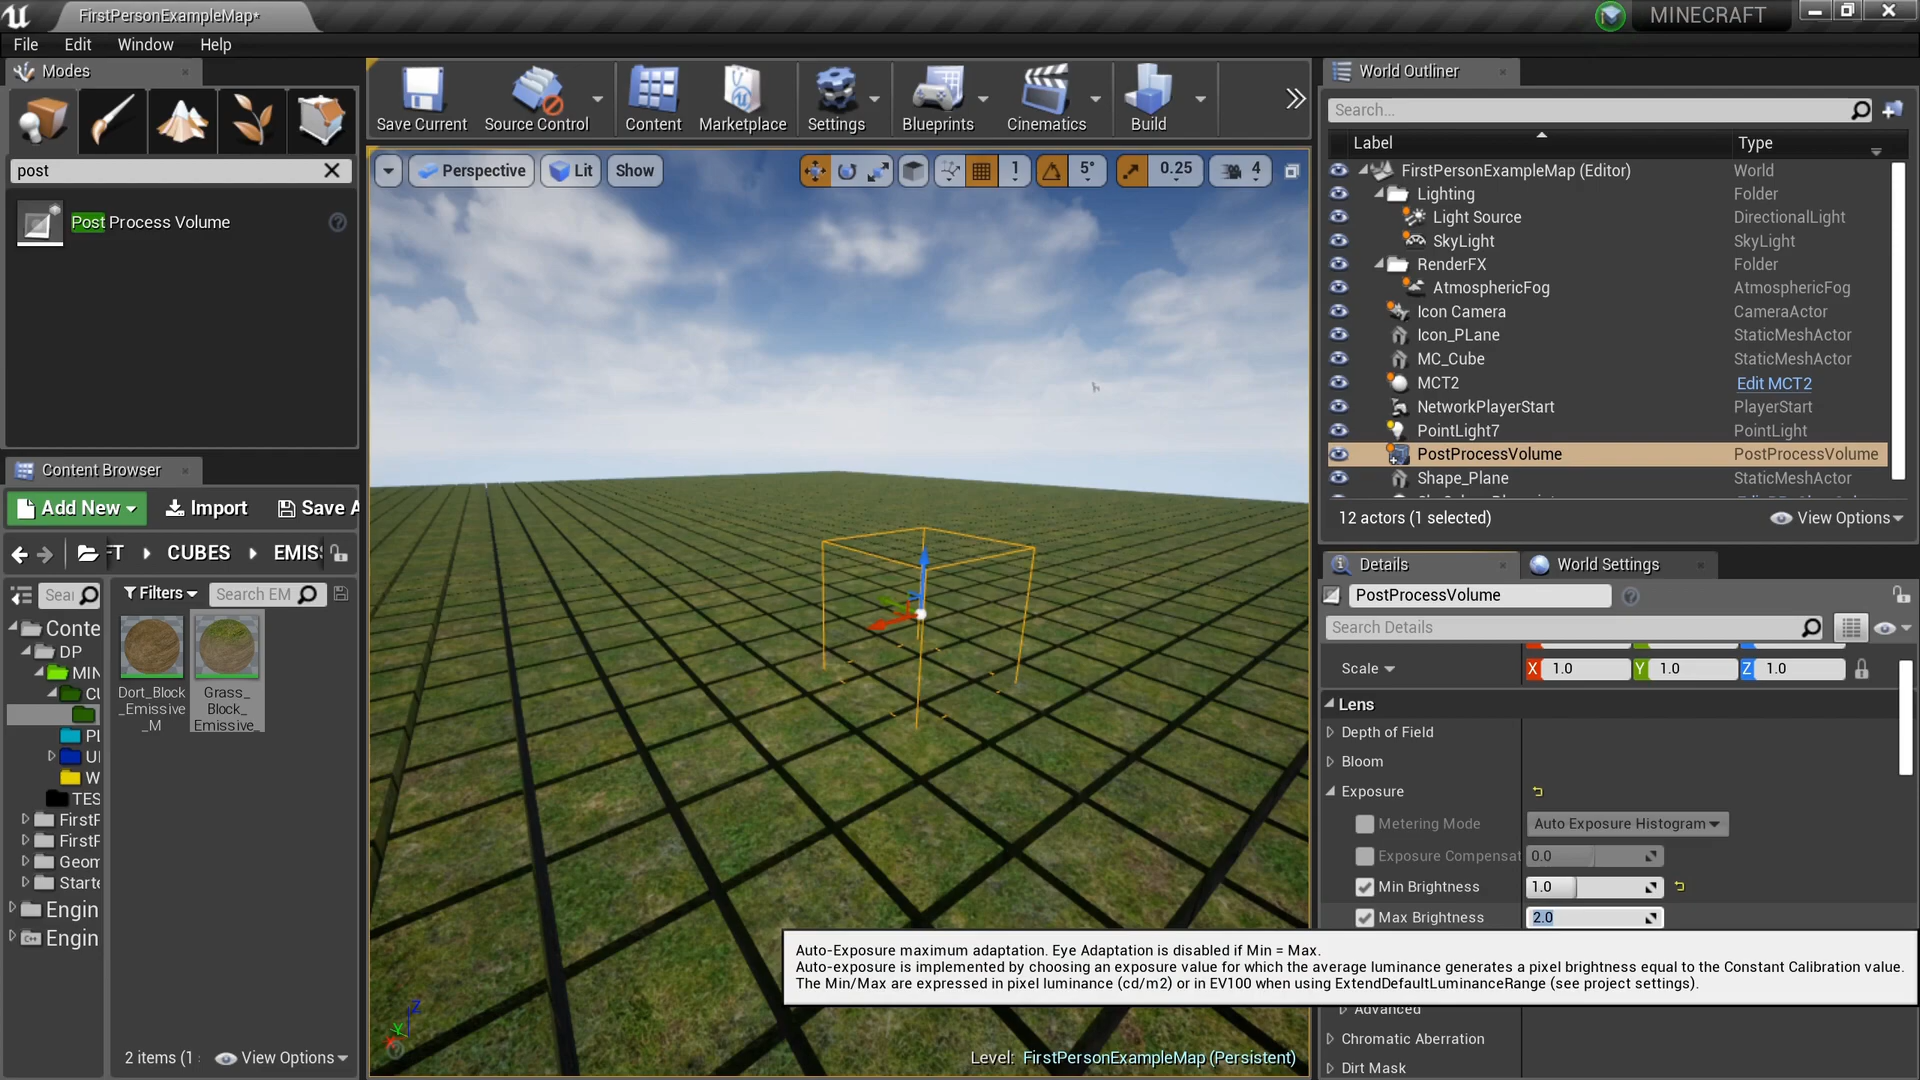 FirstPersonExampleMap*
MINECRAFT
File
Edit
Window
Help
Modes
post
Post Process Volume
Save Current
Source Control
Content
Marketplace
Settings
Blueprints
Cinematics
Build
Perspective
Lit
Show
1
5°
0.25
4
Level: FirstPersonExampleMap (Persistent)
Z
Y
X
Content Browser
Add New
Import
Save A
FT
CUBES
EMIS
Sea
Filters
Search EM
Conte
DP
MIN
CU
PL
UI
W
TES
FirstP
FirstP
Geom
Starte
Engin
Engin
Dort_Block
_Emissive
_M
Grass_
Block_
Emissive_
2 items (1
View Options
World Outliner
Search...
Label
Type
FirstPersonExampleMap (Editor)
World
Lighting
Folder
Light Source
DirectionalLight
SkyLight
SkyLight
RenderFX
Folder
AtmosphericFog
AtmosphericFog
Icon Camera
CameraActor
Icon_PLane
StaticMeshActor
MC_Cube
StaticMeshActor
MCT2
Edit MCT2
NetworkPlayerStart
PlayerStart
PointLight7
PointLight
PostProcessVolume
PostProcessVolume
Shape_Plane
StaticMeshActor
12 actors (1 selected)
View Options
Details
World Settings
PostProcessVolume
Search Details
Scale
X 1.0
Y 1.0
Z 1.0
Lens
Depth of Field
Bloom
Exposure
Metering Mode
Auto Exposure Histogram
Exposure Compensat
0.0
Min Brightness
1.0
Max Brightness
2.0
Auto-Exposure maximum adaptation. Eye Adaptation is disabled if Min = Max.
Auto-exposure is implemented by choosing an exposure value for which the average luminance generates a pixel brightness equal to the Constant Calibration value.
The Min/Max are expressed in pixel luminance (cd/m2) or in EV100 when using ExtendDefaultLuminanceRange (see project settings).
Advanced
Chromatic Aberration
Dirt Mask